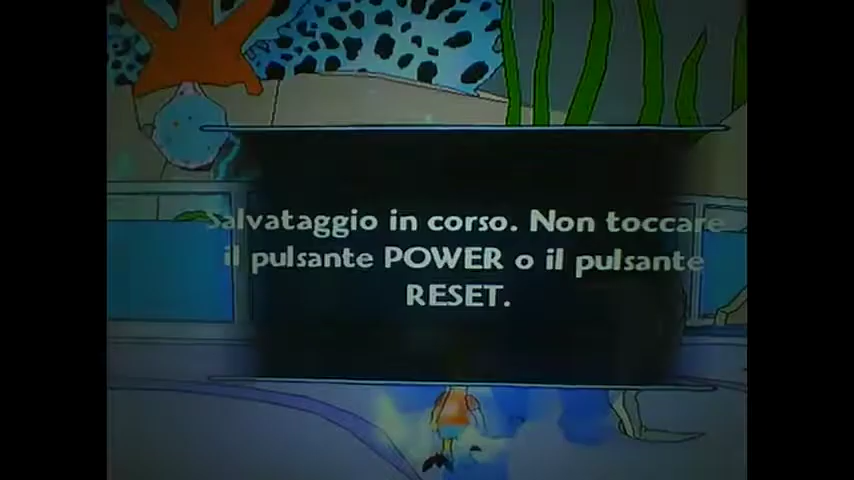 Salvataggio in corso. Non toccare
il pulsante POWER o il pulsante
RESET.